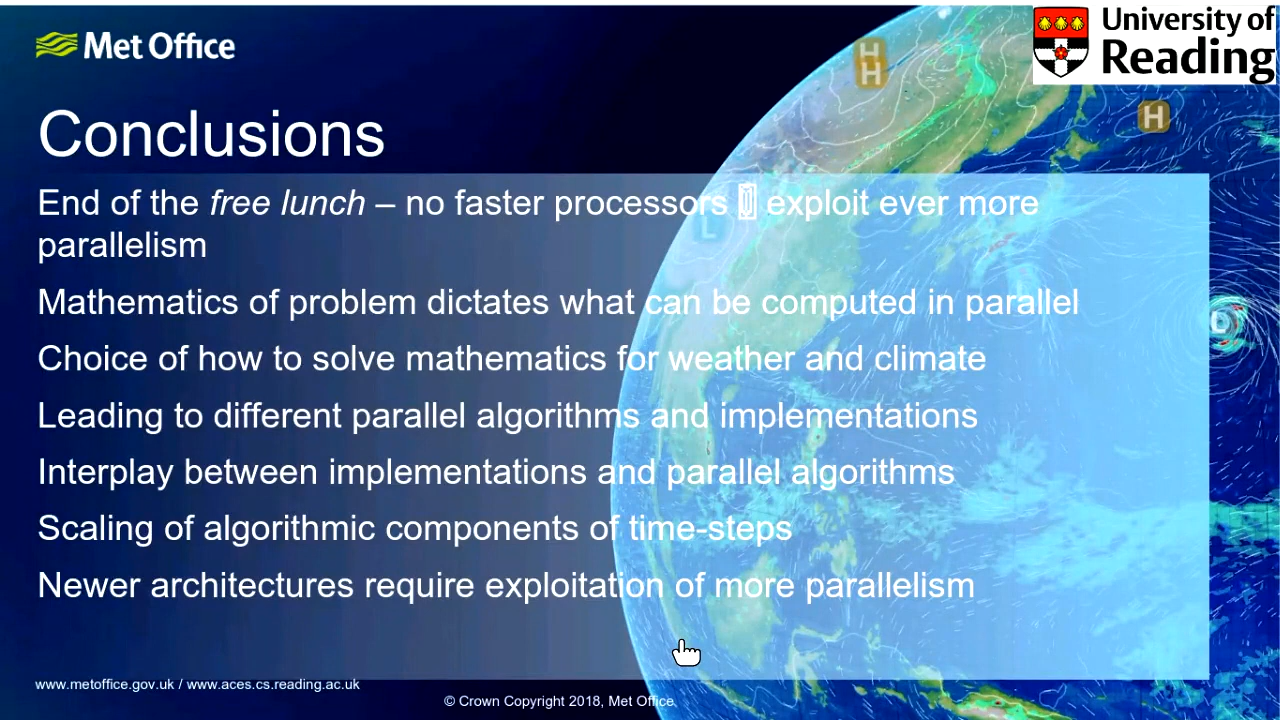 Met Office
University of
Reading
H
H
H
Conclusions
End of the free lunch – no faster processors exploit ever more
parallelism
L
Mathematics of problem dictates what can be computed in parallel
L
Choice of how to solve mathematics for weather and climate
Leading to different parallel algorithms and implementations
Interplay between implementations and parallel algorithms
Scaling of algorithmic components of time-steps
Newer architectures require exploitation of more parallelism
www.metoffice.gov.uk / www.aces.cs.reading.ac.uk
© Crown Copyright 2018, Met Office